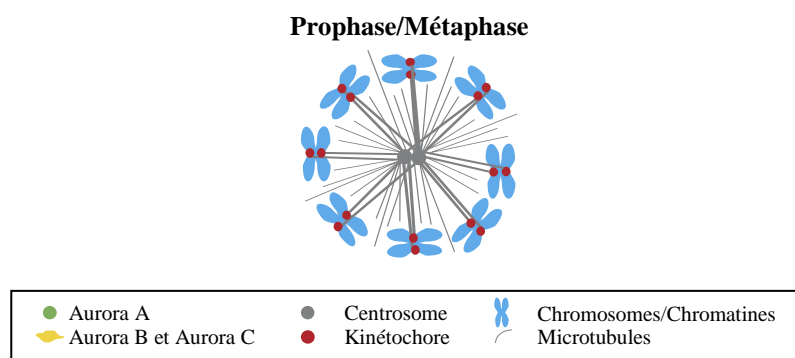 Prophase/Métaphase
Aurora A
Centrosome
Chromosomes/Chromatines
Aurora B et Aurora C
Kinétochore
Microtubules